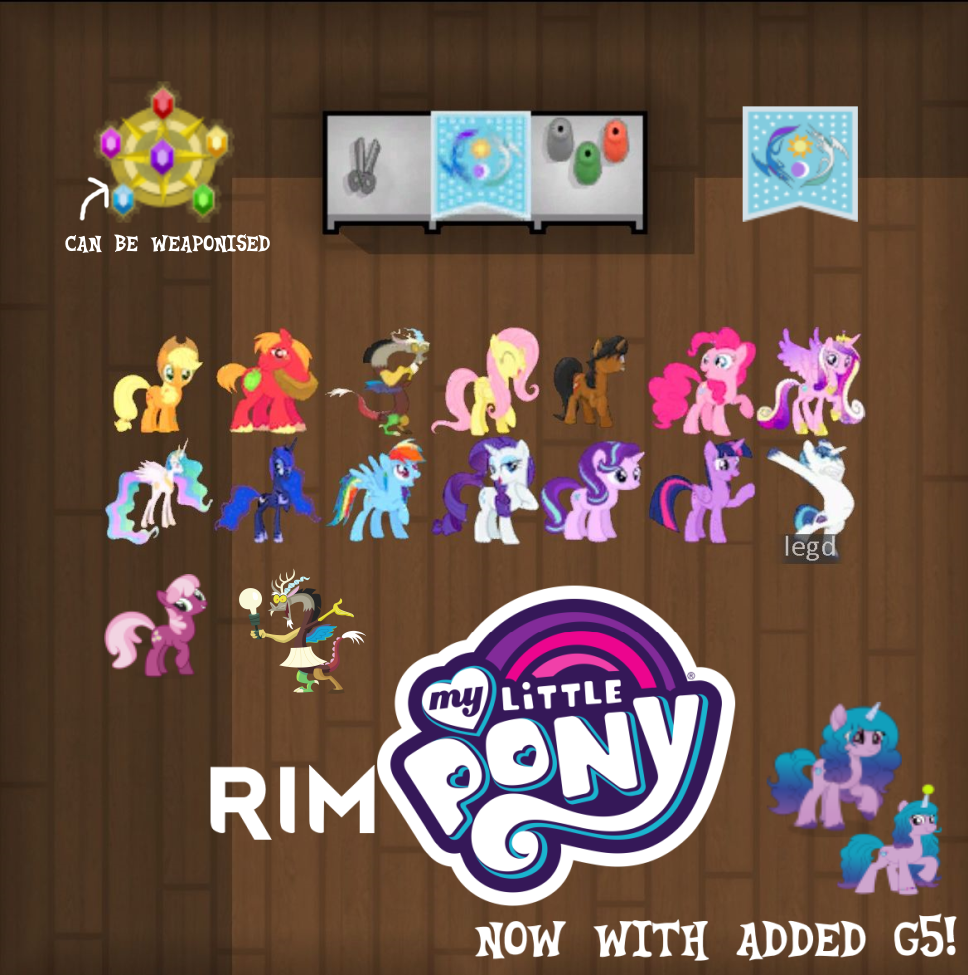 CAN BE WEAPONISED
legd
my LiTTLE
PONY
®
RIM
NOW WITH ADDED G5!